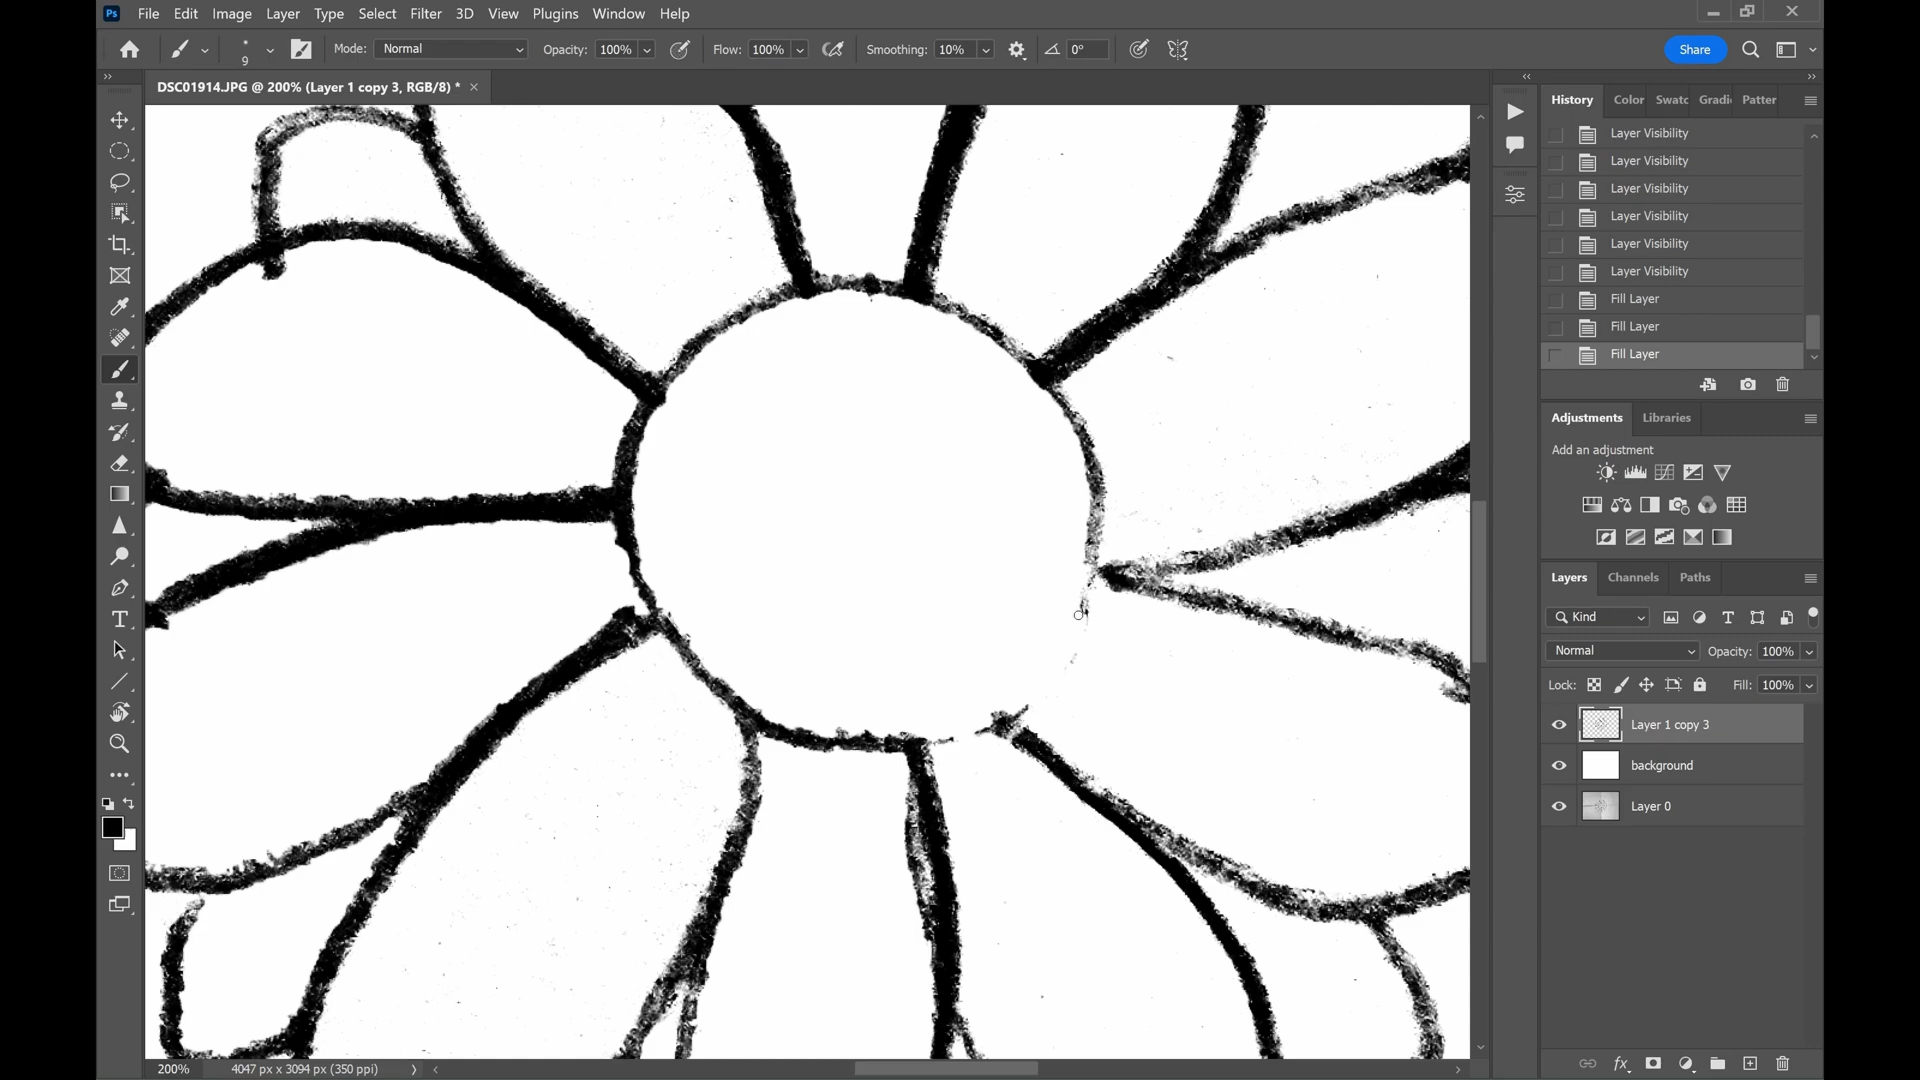 Ps File Edit Image Layer Type Select Filter 3D View Plugins Window Help
9 Mode: Normal Opacity: 100% Flow: 100% Smoothing: 10% 0° Share
DSC01914.JPG @ 200% (Layer 1 copy 3, RGB/8) *
History Color Swatc Gradi Patter
Layer Visibility
Layer Visibility
Layer Visibility
Layer Visibility
Layer Visibility
Layer Visibility
Fill Layer
Fill Layer
Fill Layer
Adjustments Libraries
Add an adjustment
Layers Channels Paths
Kind
Normal Opacity: 100%
Lock: Fill: 100%
Layer 1 copy 3
background
Layer 0
200% 4047 px x 3094 px (350 ppi)